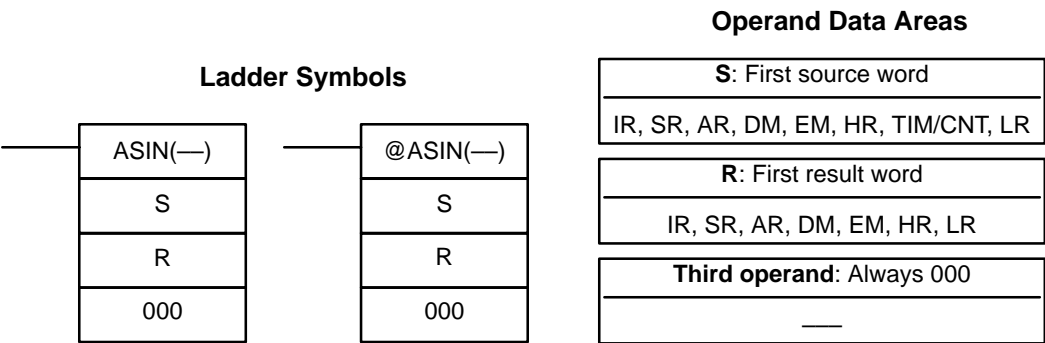 Ladder Symbols
ASIN(––)
S
R
000
@ASIN(––)
S
R
000
Operand Data Areas
S: First source word
IR, SR, AR, DM, EM, HR, TIM/CNT, LR
R: First result word
IR, SR, AR, DM, EM, HR, LR
Third operand: Always 000
–––